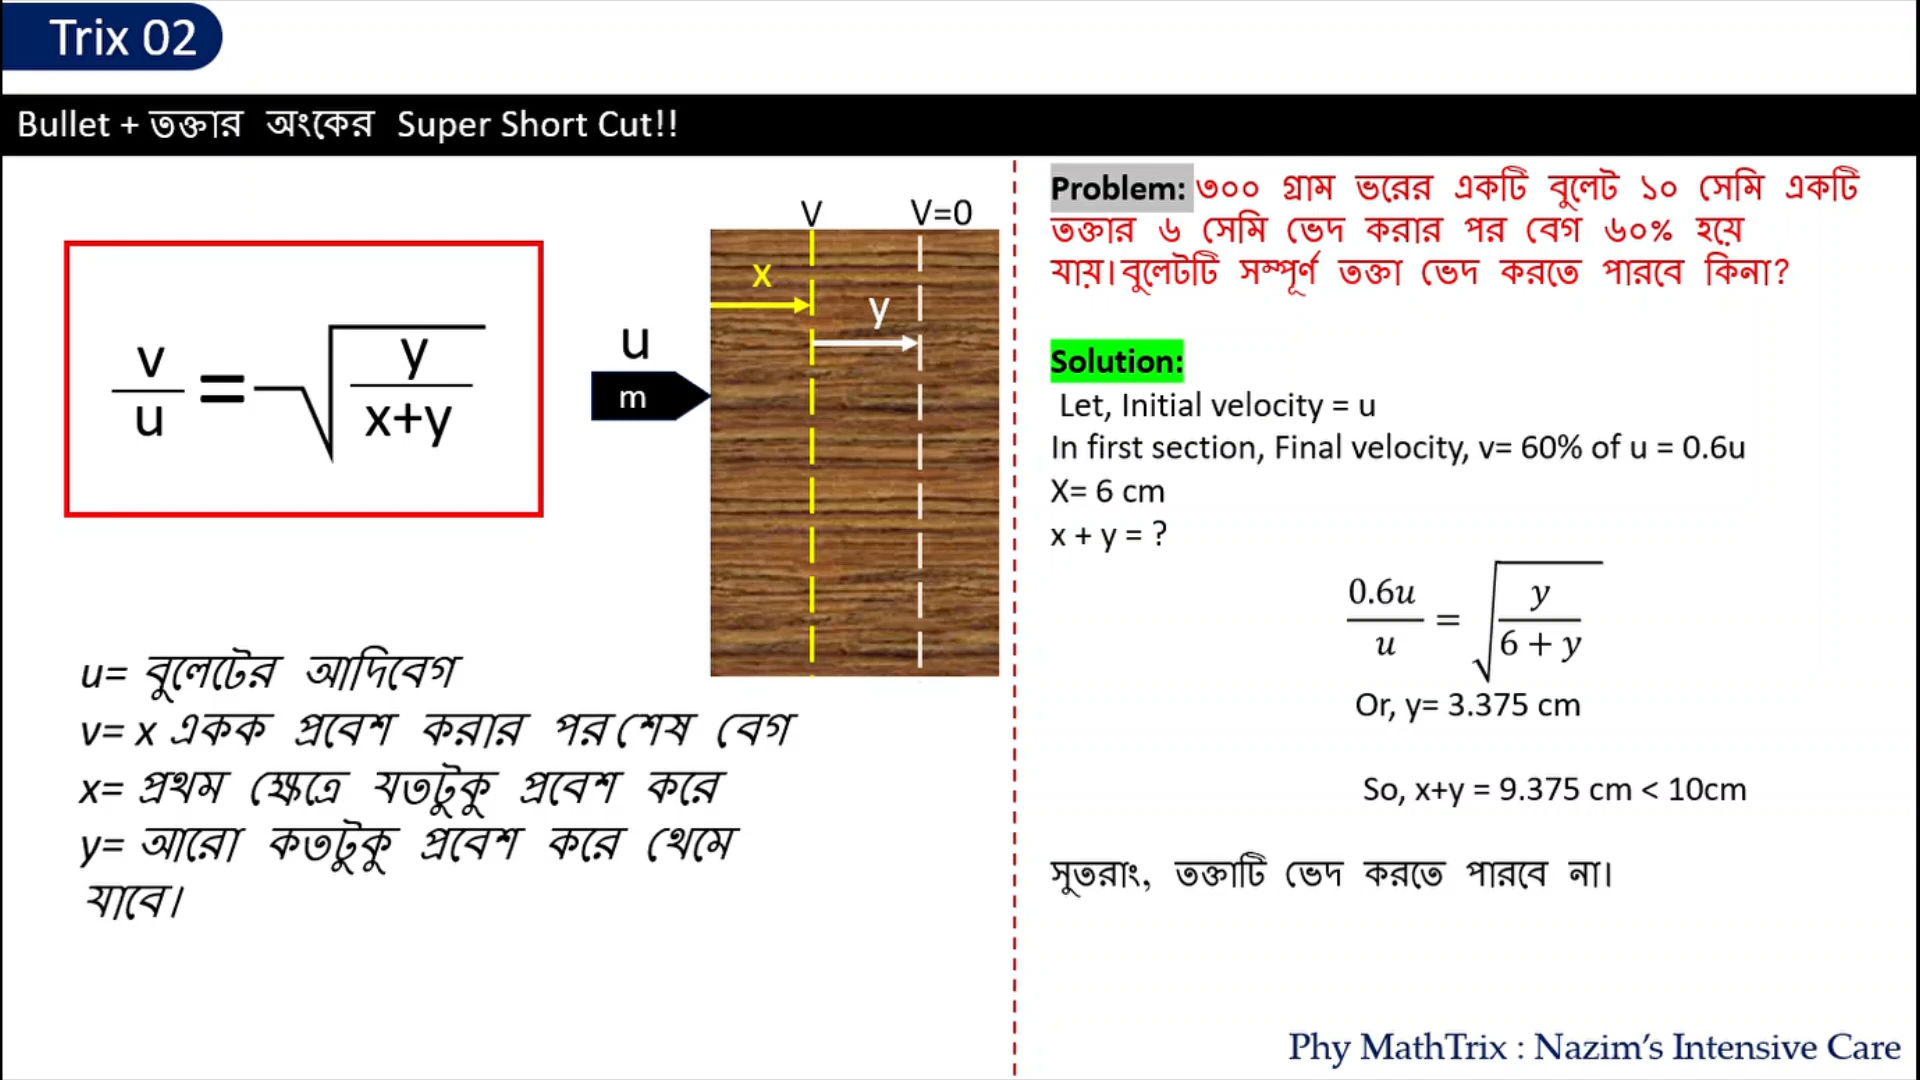 Trix 02
Bullet + তক্তার অংকের Super Short Cut!!
v/u = √(y/(x+y))
u
m
V
V=0
x
y
u= বুলেটের আদিবেগ
v= x একক প্রবেশ করার পর শেষ বেগ
x= প্রথম ক্ষেত্রে যতটুকু প্রবেশ করে
y= আরো কতটুকু প্রবেশ করে থেমে
যাবে।
Problem: ৩০০ গ্রাম ভরের একটি বুলেট ১০ সেমি একটি
তক্তার ৬ সেমি ভেদ করার পর বেগ ৬০% হয়ে
যায়।বুলেটটি সম্পূর্ণ তক্তা ভেদ করতে পারবে কিনা?
Solution:
Let, Initial velocity = u
In first section, Final velocity, v= 60% of u = 0.6u
X= 6 cm
x + y = ?
0.6u/u = √(y/(6 + y))
Or, y= 3.375 cm
So, x+y = 9.375 cm < 10cm
সুতরাং, তক্তাটি ভেদ করতে পারবে না।
Phy MathTrix : Nazim's Intensive Care